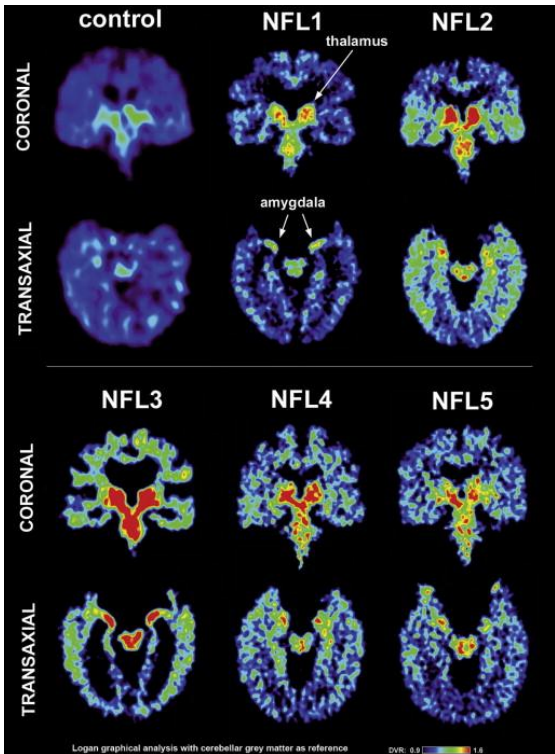 control NFL1 NFL2
thalamus
CORONAL
amygdala
TRANSAXIAL
NFL3 NFL4 NFL5
CORONAL
TRANSAXIAL
Logan graphical analysis with cerebellar grey matter as reference DVR: 0.9 1.6